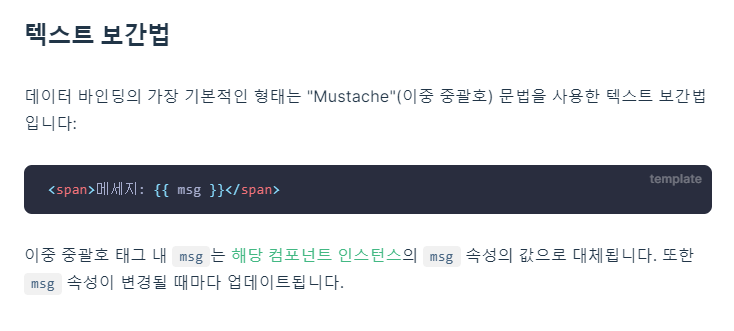 텍스트 보간법
데이터 바인딩의 가장 기본적인 형태는 "Mustache"(이중 중괄호) 문법을 사용한 텍스트 보간법
입니다:
template
<span>메세지: {{ msg }}</span>
이중 중괄호 태그 내 msg는 해당 컴포넌트 인스턴스의 msg 속성의 값으로 대체됩니다. 또한
msg 속성이 변경될 때마다 업데이트됩니다.